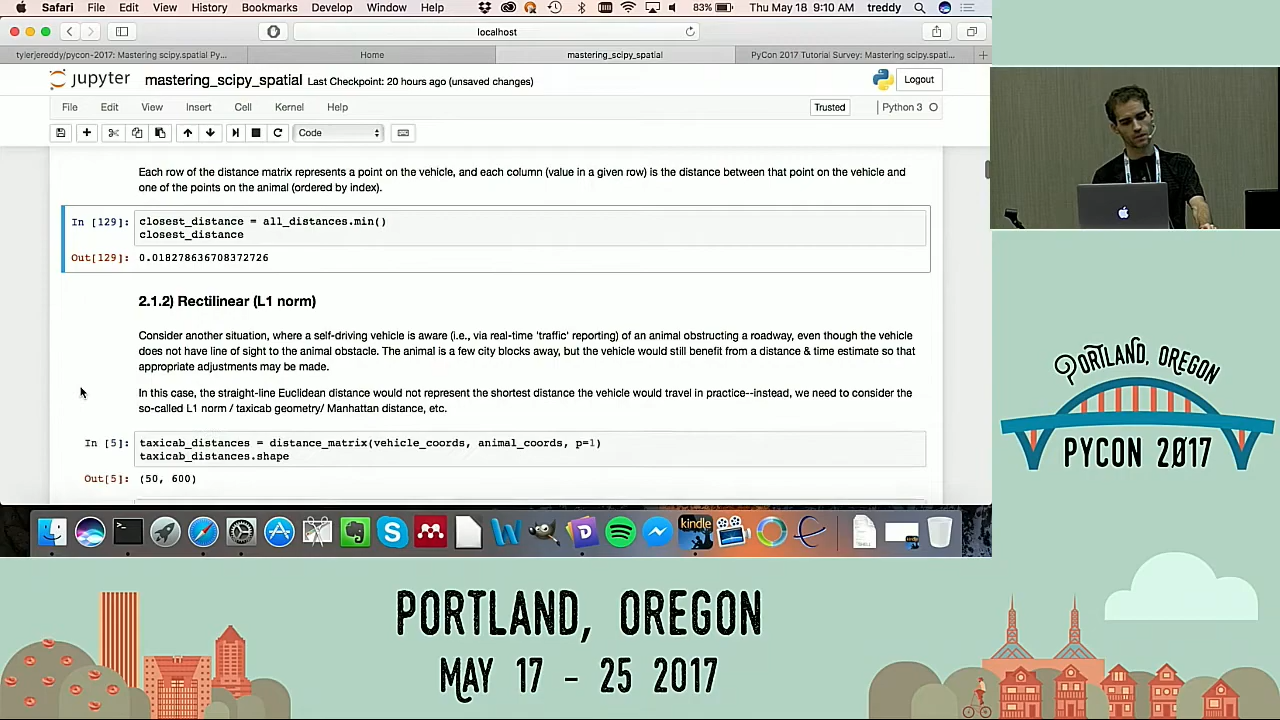 Safari File Edit View History Bookmarks Develop Window Help 83% Thu May 18 9:10 AM treddy
localhost
tylerjereddy/pycon-2017: Mastering scipy.spatial Py... Home mastering_scipy_spatial PyCon 2017 Tutorial Survey: Mastering scipy.spati...
jupyter mastering_scipy_spatial Last Checkpoint: 20 hours ago (unsaved changes) Logout
File Edit View Insert Cell Kernel Help Trusted Python 3
Code
Each row of the distance matrix represents a point on the vehicle, and each column (value in a given row) is the distance between that point on the vehicle and
one of the points on the animal (ordered by index).
In [129]: closest_distance = all_distances.min()
closest_distance
Out[129]: 0.018278636708372726
2.1.2) Rectilinear (L1 norm)
Consider another situation, where a self-driving vehicle is aware (i.e., via real-time 'traffic' reporting) of an animal obstructing a roadway, even though the vehicle
does not have line of sight to the animal obstacle. The animal is a few city blocks away, but the vehicle would still benefit from a distance & time estimate so that
appropriate adjustments may be made.
In this case, the straight-line Euclidean distance would not represent the shortest distance the vehicle would travel in practice--instead, we need to consider the
so-called L1 norm / taxicab geometry/ Manhattan distance, etc.
In [5]: taxicab_distances = distance_matrix(vehicle_coords, animal_coords, p=1)
taxicab_distances.shape
Out[5]: (50, 600)
kindle
PORTLAND, OREGON
PYCON 2017
PORTLAND, OREGON
MAY 17 - 25 2017